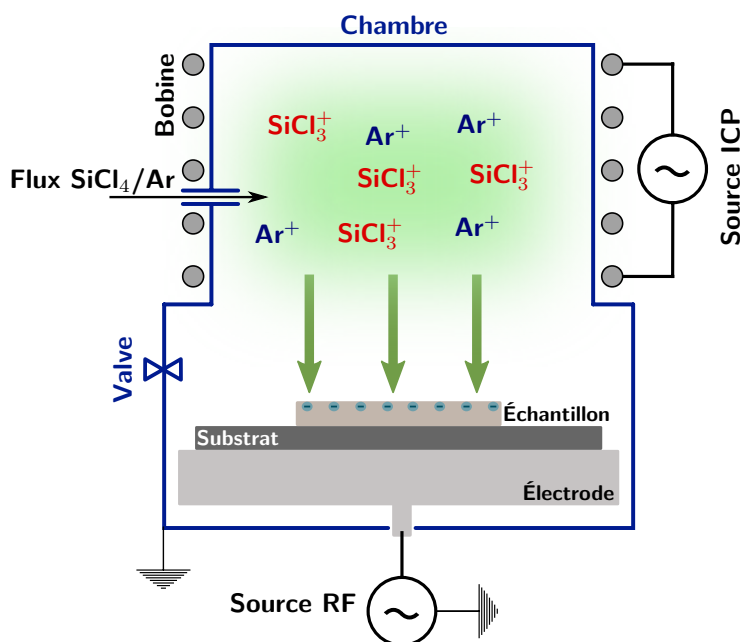 Chambre
Bobine
SiCl₃⁺
Ar⁺
Ar⁺
Flux SiCl₄/Ar
SiCl₃⁺
SiCl₃⁺
Source ICP
Ar⁺
SiCl₃⁺
Ar⁺
Valve
Échantillon
Substrat
Électrode
Source RF